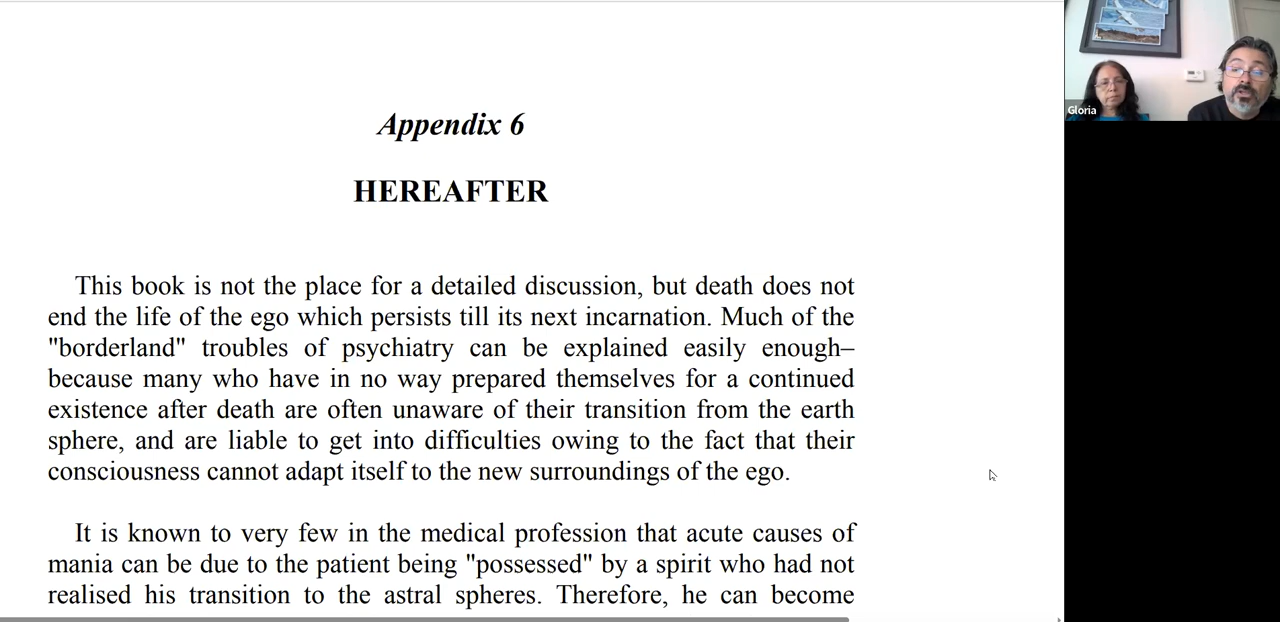 Appendix 6
HEREAFTER
This book is not the place for a detailed discussion, but death does not
end the life of the ego which persists till its next incarnation. Much of the
"borderland" troubles of psychiatry can be explained easily enough–
because many who have in no way prepared themselves for a continued
existence after death are often unaware of their transition from the earth
sphere, and are liable to get into difficulties owing to the fact that their
consciousness cannot adapt itself to the new surroundings of the ego.
It is known to very few in the medical profession that acute causes of
mania can be due to the patient being "possessed" by a spirit who had not
realised his transition to the astral spheres. Therefore, he can become
Gloria